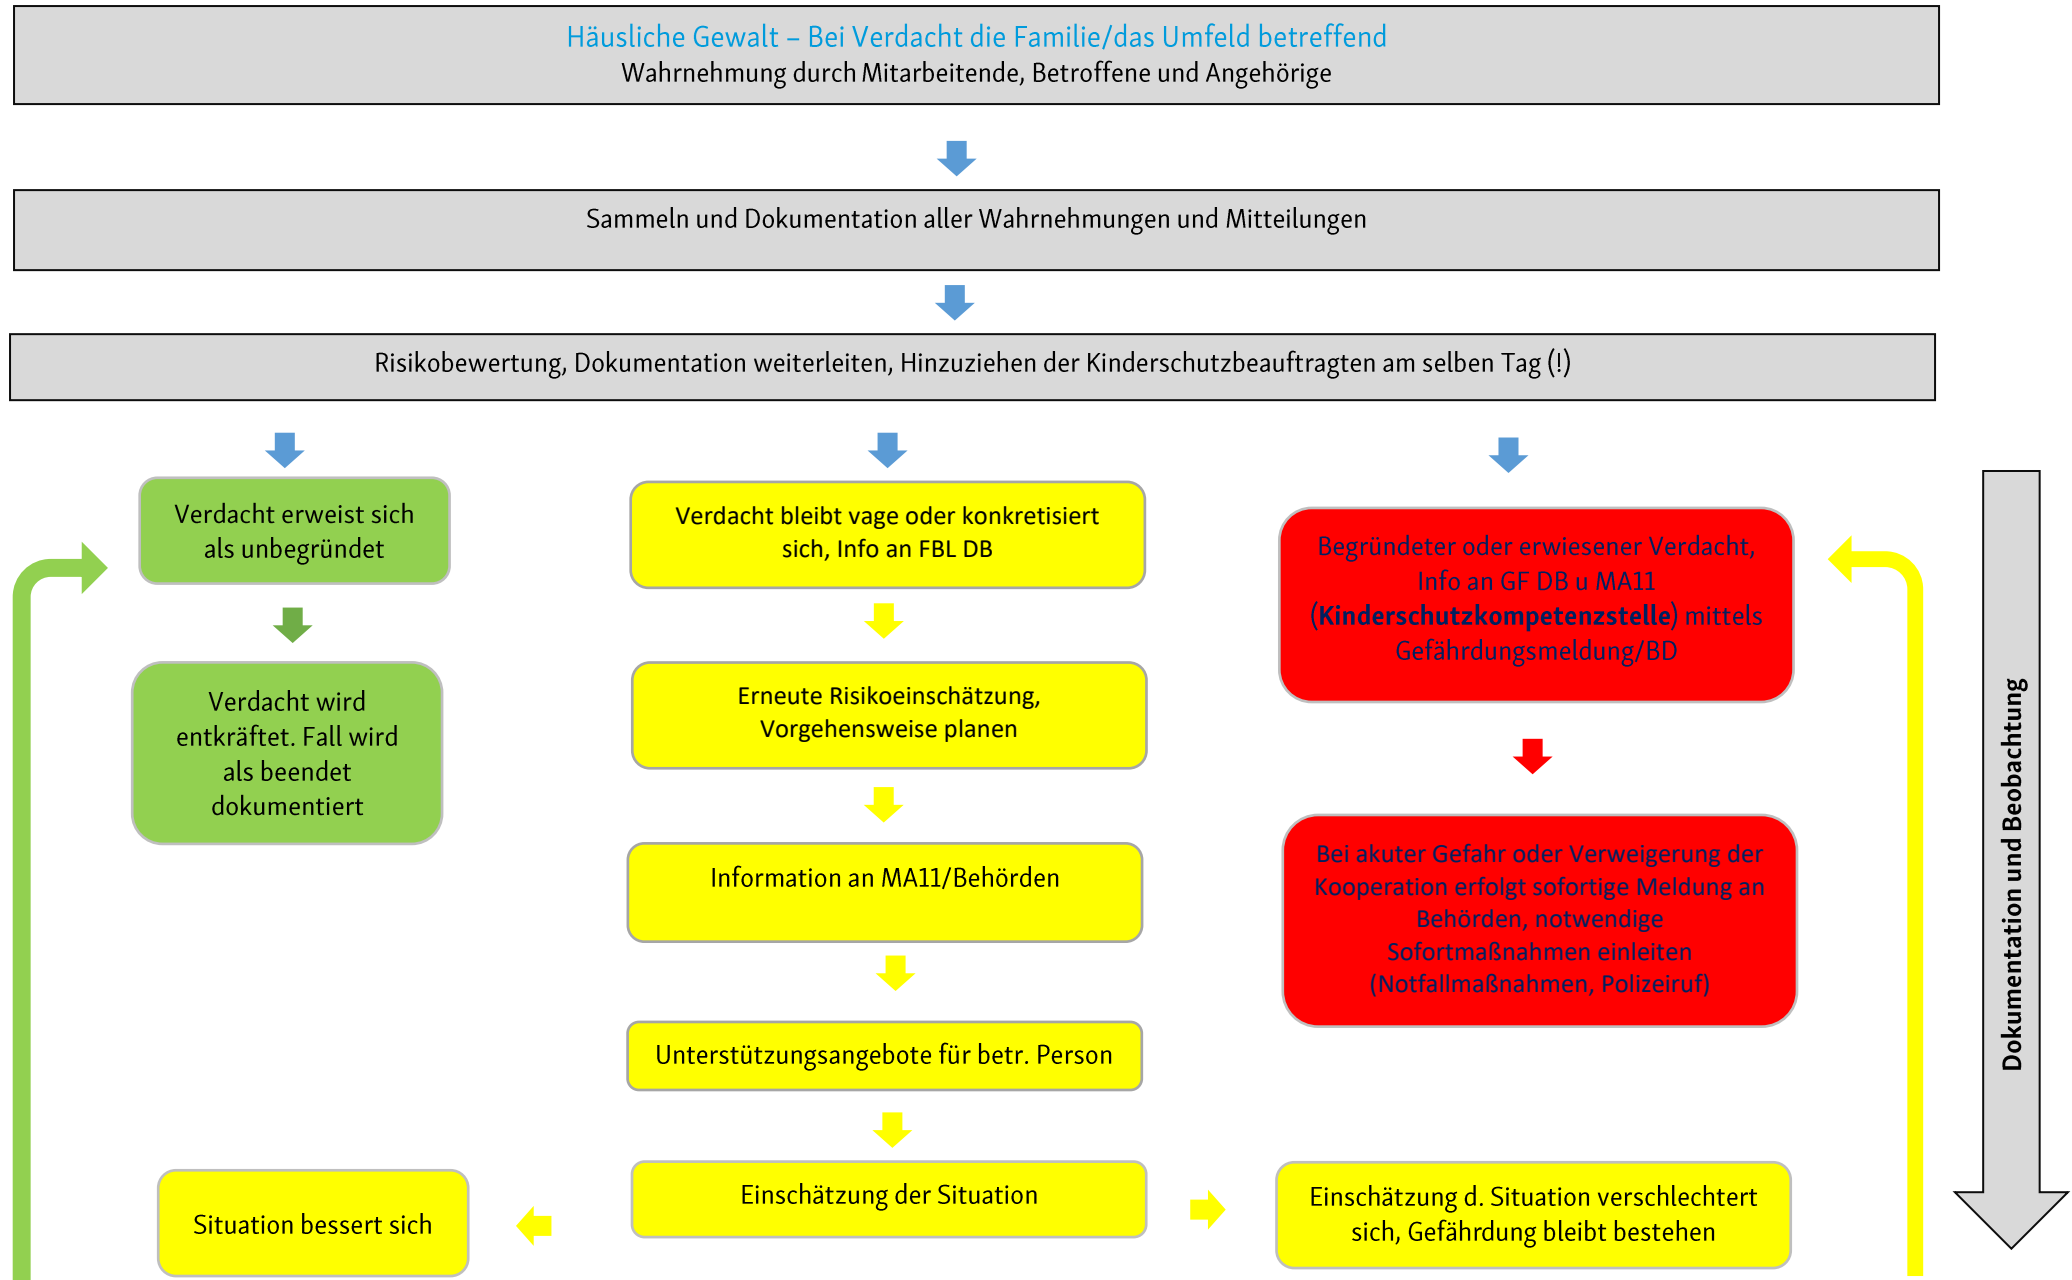 Häusliche Gewalt – Bei Verdacht die Familie/das Umfeld betreffend
Wahrnehmung durch Mitarbeitende, Betroffene und Angehörige
Sammeln und Dokumentation aller Wahrnehmungen und Mitteilungen
Risikobewertung, Dokumentation weiterleiten, Hinzuziehen der Kinderschutzbeauftragten am selben Tag (!)
Verdacht erweist sich
als unbegründet
Verdacht wird
entkräftet. Fall wird
als beendet
dokumentiert
Verdacht bleibt vage oder konkretisiert
sich, Info an FBL DB
Erneute Risikoeinschätzung,
Vorgehensweise planen
Information an MA11/Behörden
Unterstützungsangebote für betr. Person
Einschätzung der Situation
Situation bessert sich
Einschätzung d. Situation verschlechtert
sich, Gefährdung bleibt bestehen
Begründeter oder erwiesener Verdacht,
Info an GF DB u MA11
(Kinderschutzkompetenzstelle) mittels
Gefährdungsmeldung/BD
Bei akuter Gefahr oder Verweigerung der
Kooperation erfolgt sofortige Meldung an
Behörden, notwendige
Sofortmaßnahmen einleiten
(Notfallmaßnahmen, Polizeiruf)
Dokumentation und Beobachtung